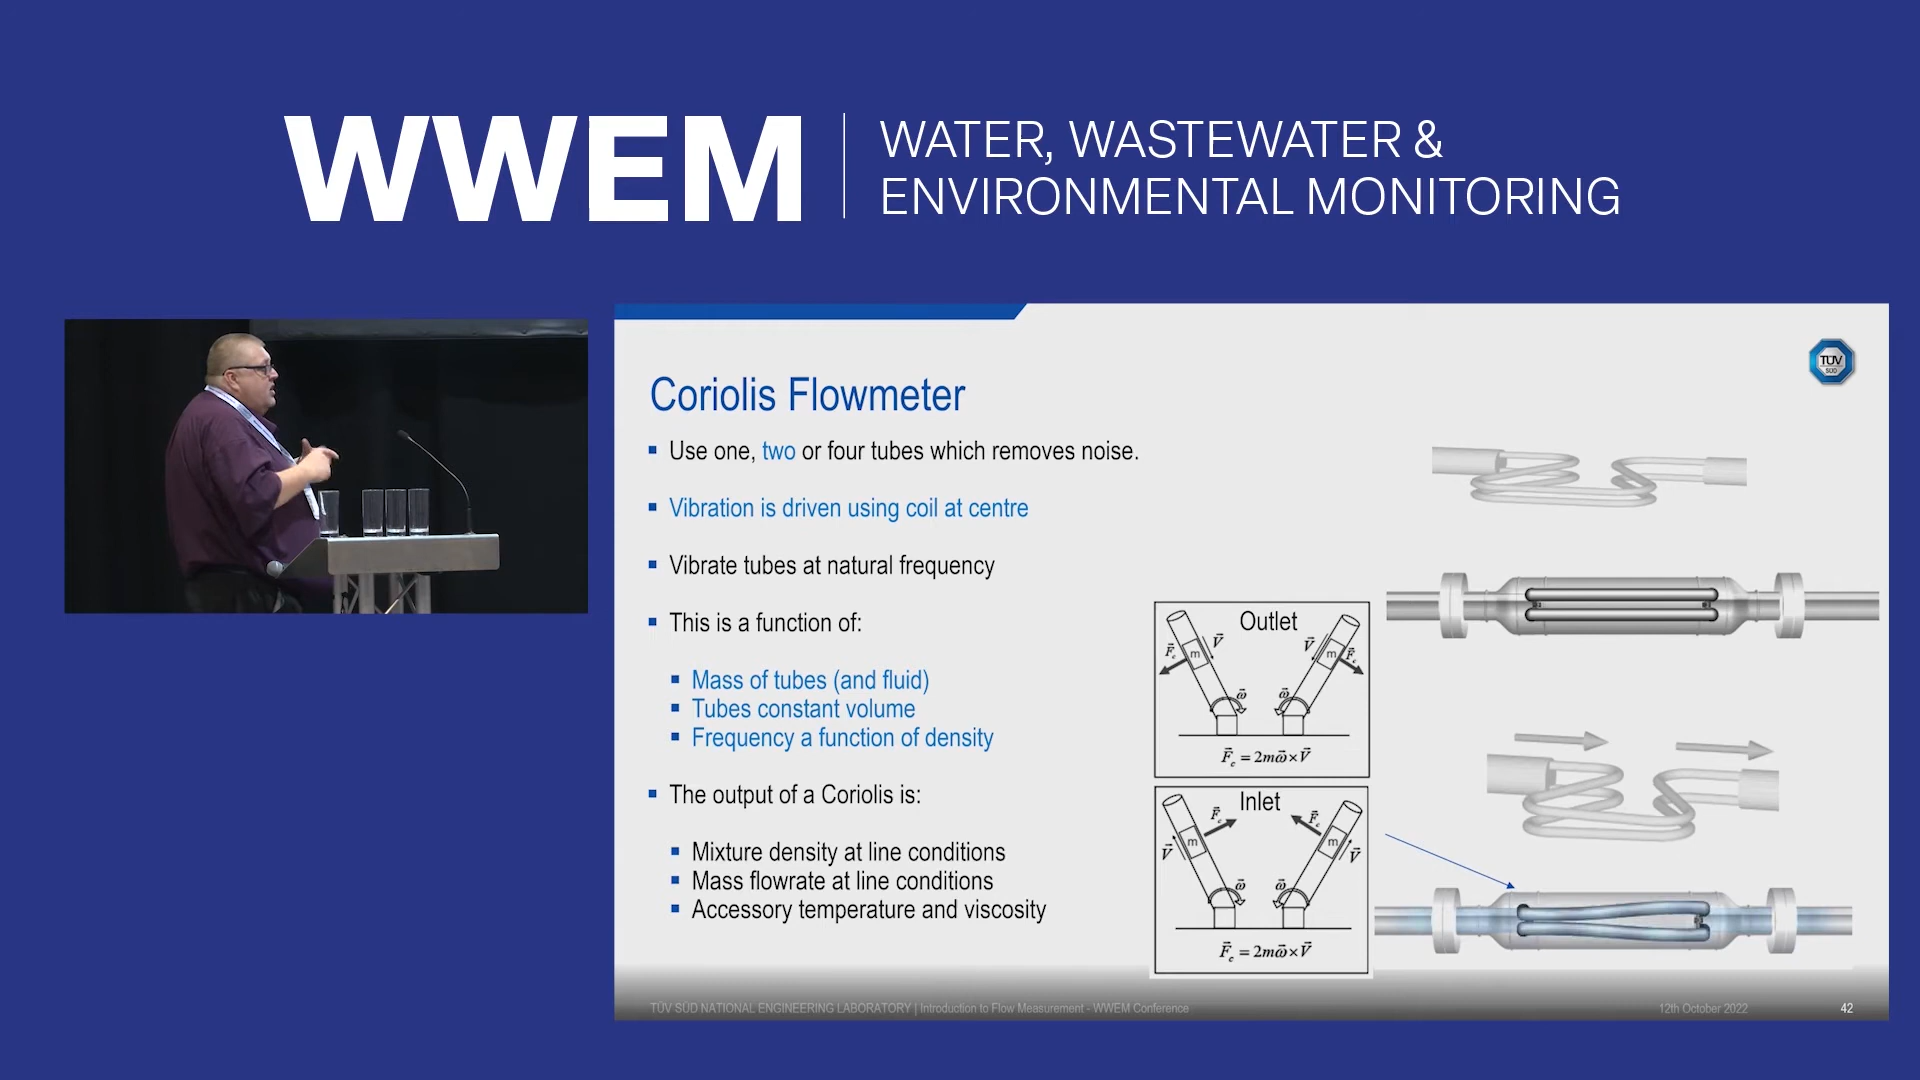 WWEM
WATER, WASTEWATER &
ENVIRONMENTAL MONITORING
TÜV
SÜD
Coriolis Flowmeter
Use one, two or four tubes which removes noise.
Vibration is driven using coil at centre
Vibrate tubes at natural frequency
This is a function of:
Mass of tubes (and fluid)
Tubes constant volume
Frequency a function of density
The output of a Coriolis is:
Mixture density at line conditions
Mass flowrate at line conditions
Accessory temperature and viscosity
Outlet
F⃗c m V⃗ V⃗ m F⃗c
ω⃗ ω⃗
F⃗c = 2mω⃗×V⃗
Inlet
F⃗c F⃗c
V⃗ m m V⃗
ω⃗ ω⃗
F⃗c = 2mω⃗×V⃗
TÜV SÜD NATIONAL ENGINEERING LABORATORY | Introduction to Flow Measurement - WWEM Conference
12th October 2022
42